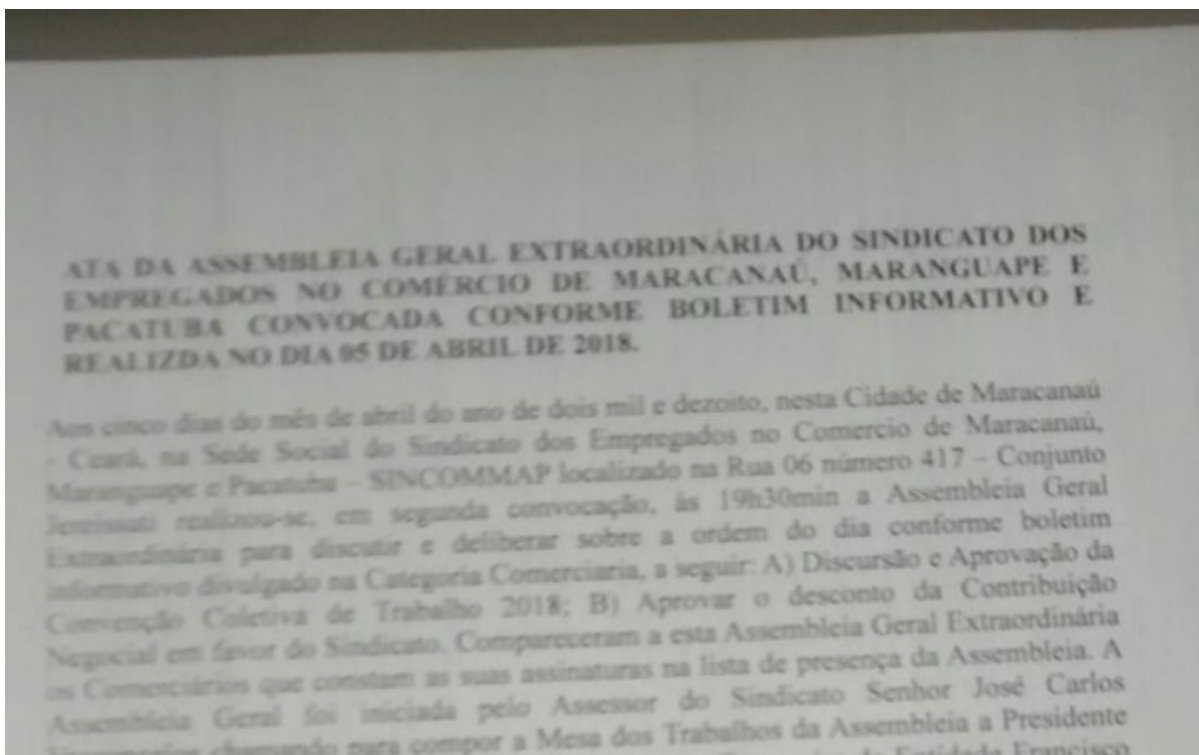 ATA DA ASSEMBLEIA GERAL EXTRAORDINÁRIA DO SINDICATO DOS
EMPREGADOS NO COMÉRCIO DE MARACANAÚ, MARANGUAPE E
PACATUBA CONVOCADA CONFORME BOLETIM INFORMATIVO E
REALIZDA NO DIA 05 DE ABRIL DE 2018.
Aos cinco dias do mês de abril do ano de dois mil e dezoito, nesta Cidade de Maracanaú
- Ceará, na Sede Social do Sindicato dos Empregados no Comercio de Maracanaú,
Maranguape e Pacatuba – SINCOMMAP localizado na Rua 06 número 417 – Conjunto
Jereissati realizou-se, em segunda convocação, às 19h30min a Assembleia Geral
Extraordinária para discutir e deliberar sobre a ordem do dia conforme boletim
informativo divulgado na Categoria Comerciaria, a seguir: A) Discursão e Aprovação da
Convenção Coletiva de Trabalho 2018; B) Aprovar o desconto da Contribuição
Negocial em favor do Sindicato. Compareceram a esta Assembleia Geral Extraordinária
os Comerciários que constam as suas assinaturas na lista de presença da Assembleia. A
Assembleia Geral foi iniciada pelo Assessor do Sindicato Senhor José Carlos
chamando para compor a Mesa dos Trabalhos da Assembleia a Presidente
da Entidade Francisco